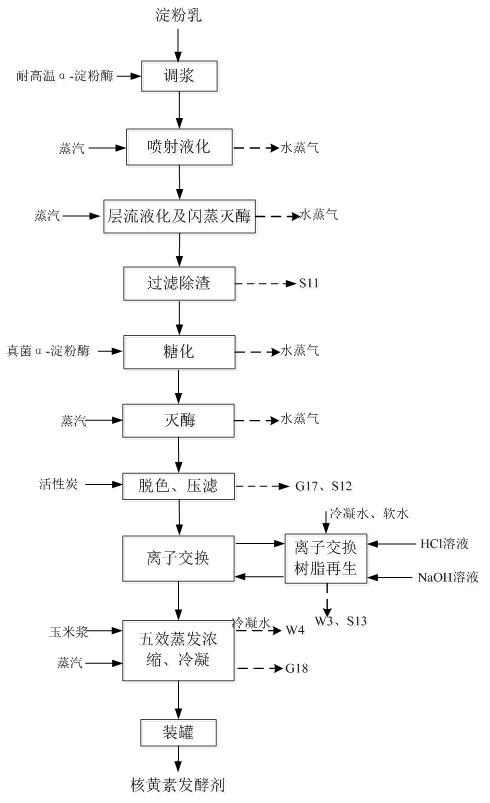 淀粉乳
耐高温α-淀粉酶
调浆
蒸汽
喷射液化
水蒸气
蒸汽
层流液化及闪蒸灭酶
水蒸气
过滤除渣
S11
真菌α-淀粉酶
糖化
水蒸气
蒸汽
灭酶
水蒸气
活性炭
脱色、压滤
G17、S12
冷凝水、软水
离子交换
离子交换
树脂再生
HCl溶液
NaOH溶液
W3、S13
玉米浆
蒸汽
五效蒸发浓
缩、冷凝
冷凝水
W4
G18
装罐
核黄素发酵剂